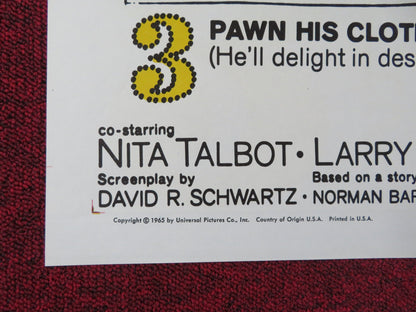 3 PAWN HIS CLOTH
(He'll delight in des
co-starring
NITA TALBOT • LARRY
Screenplay by Based on a story
DAVID R. SCHWARTZ • NORMAN BAR
Copyright © 1965 by Universal Pictures Co., Inc. Country of Origin U.S.A. Printed in U.S.A.